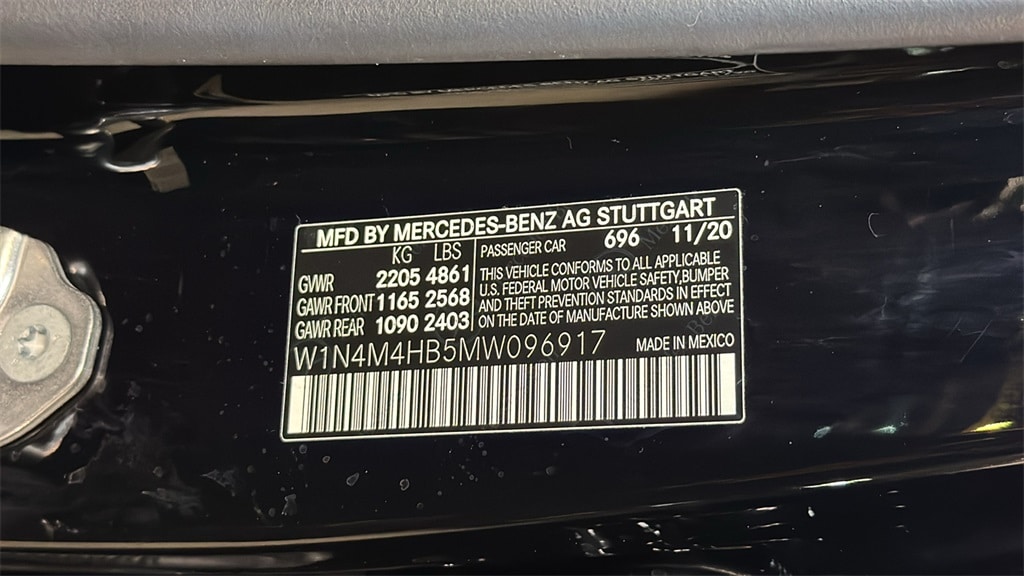 MFD BY MERCEDES-BENZ AG STUTTGART
KG LBS
GVWR 2205 4861
GAWR FRONT 1165 2568
GAWR REAR 1090 2403
PASSENGER CAR 696 11/20
THIS VEHICLE CONFORMS TO ALL APPLICABLE
U.S. FEDERAL MOTOR VEHICLE SAFETY,BUMPER
AND THEFT PREVENTION STANDARDS IN EFFECT
ON THE DATE OF MANUFACTURE SHOWN ABOVE
W1N4M4HB5MW096917 MADE IN MEXICO